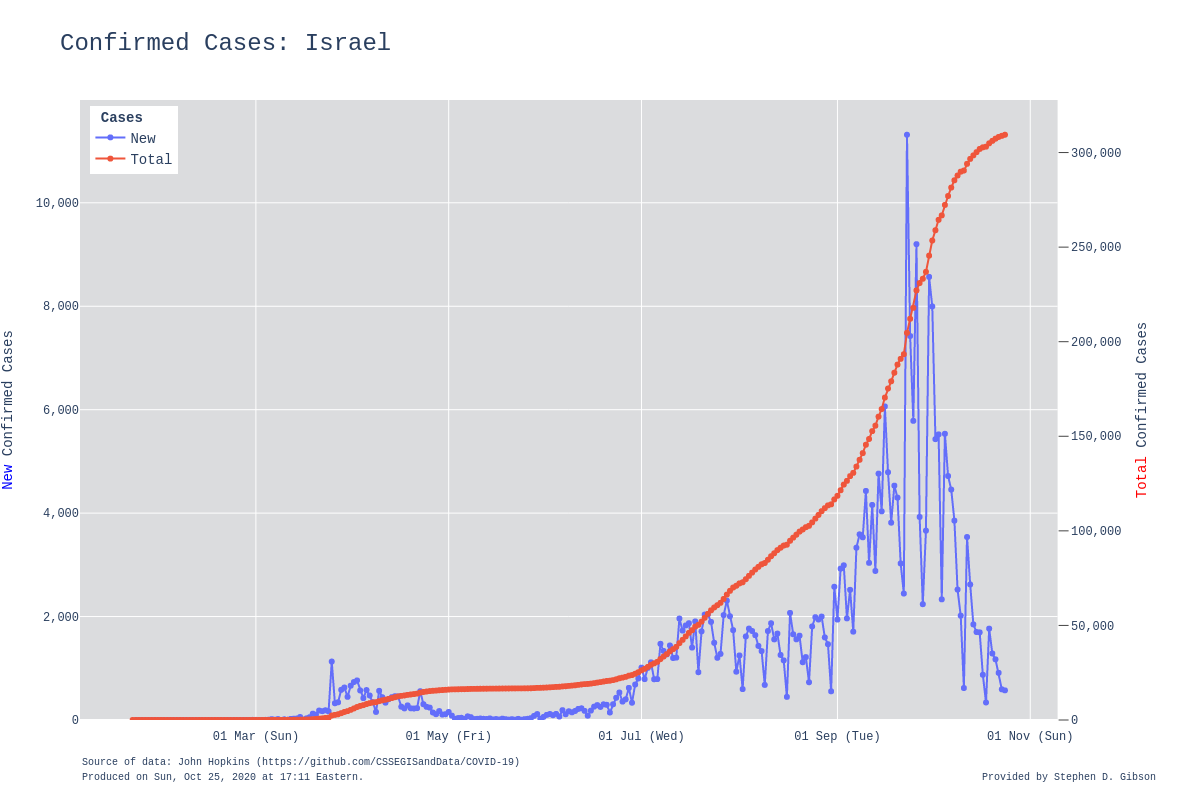 Confirmed Cases: Israel
Cases
New
Total
10,000
8,000
6,000
4,000
2,000
0
300,000
250,000
200,000
150,000
100,000
50,000
0
New Confirmed Cases
Total Confirmed Cases
01 Mar (Sun)
01 May (Fri)
01 Jul (Wed)
01 Sep (Tue)
01 Nov (Sun)
Source of data: John Hopkins (https://github.com/CSSEGISandData/COVID-19)
Produced on Sun, Oct 25, 2020 at 17:11 Eastern.
Provided by Stephen D. Gibson